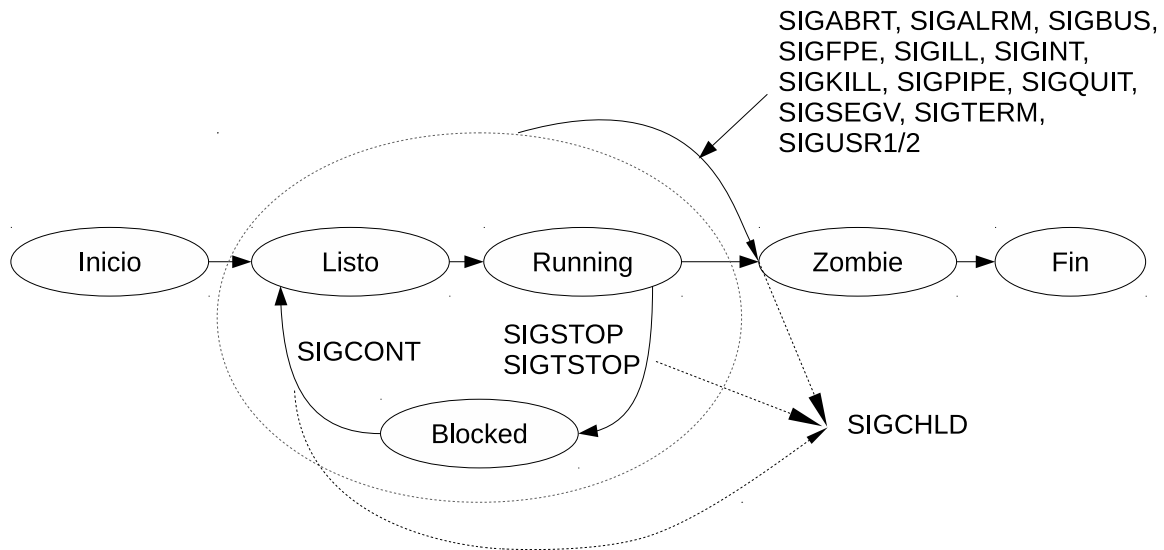 SIGABRT, SIGALRM, SIGBUS,
SIGFPE, SIGILL, SIGINT,
SIGKILL, SIGPIPE, SIGQUIT,
SIGSEGV, SIGTERM,
SIGUSR1/2
Inicio
Listo
Running
Zombie
Fin
SIGCONT
SIGSTOP
SIGTSTOP
Blocked
SIGCHLD